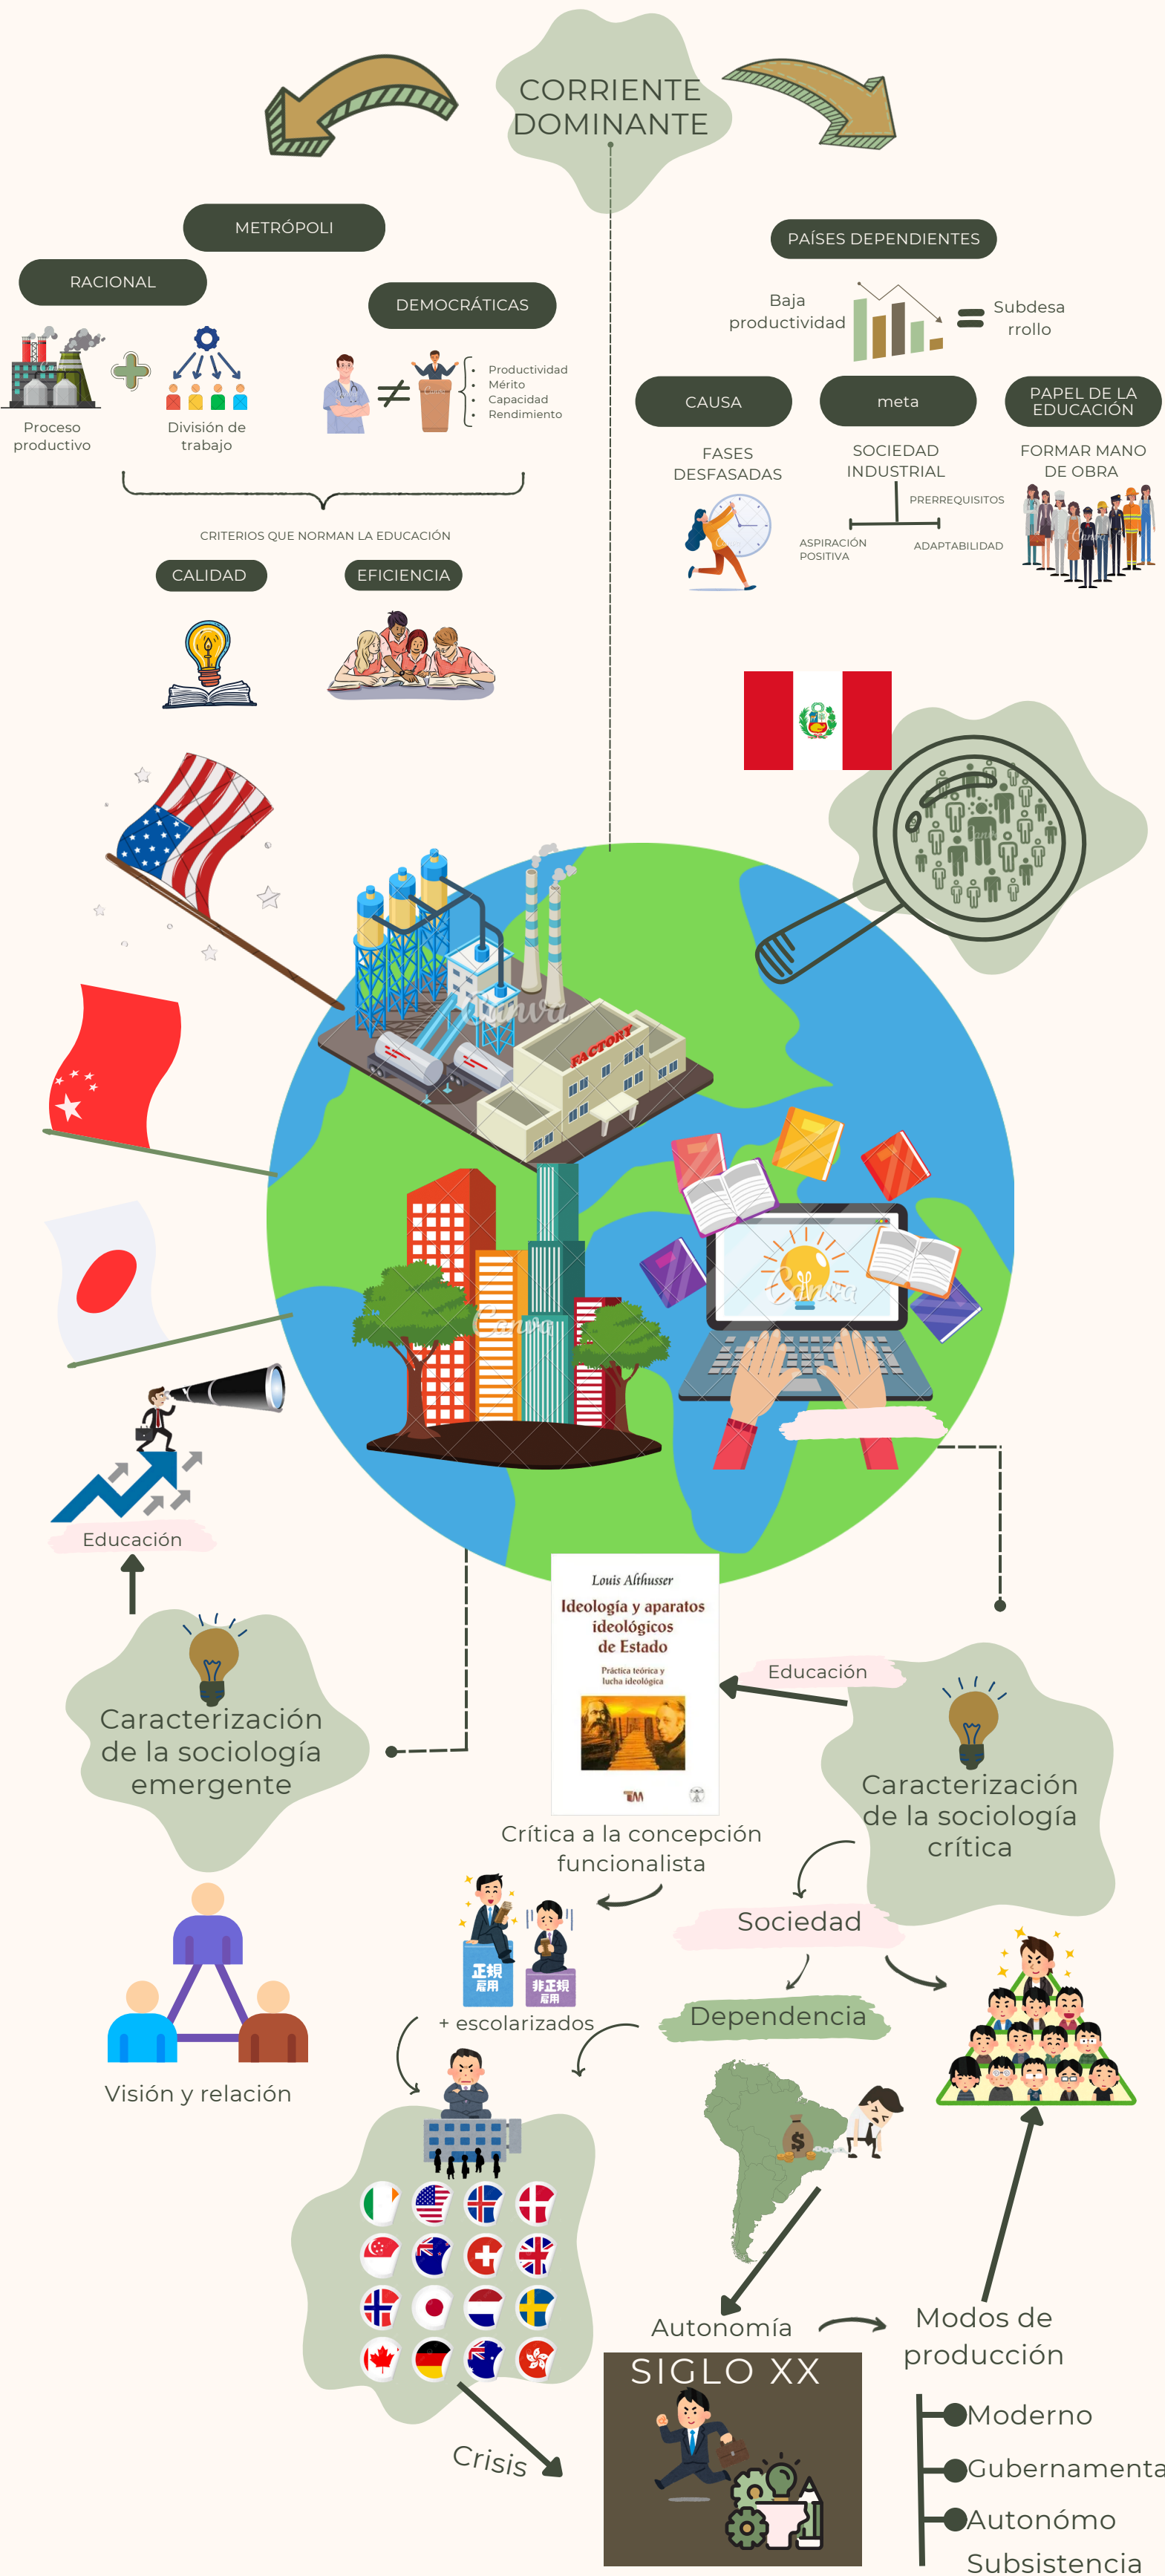 CORRIENTE
DOMINANTE
METRÓPOLI
RACIONAL
DEMOCRÁTICAS
Proceso
productivo
División de
trabajo
Productividad
Mérito
Capacidad
Rendimiento
CRITERIOS QUE NORMAN LA EDUCACIÓN
CALIDAD
EFICIENCIA
PAÍSES DEPENDIENTES
Baja
productividad
Subdesa
rrollo
CAUSA
meta
PAPEL DE LA
EDUCACIÓN
FASES
DESFASADAS
SOCIEDAD
INDUSTRIAL
PRERREQUISITOS
ASPIRACIÓN
POSITIVA
ADAPTABILIDAD
FORMAR MANO
DE OBRA
Canva
FACTORY
Canva
Canva
Educación
Caracterización
de la sociología
emergente
Visión y relación
Louis Althusser
Ideología y aparatos
ideológicos
de Estado
Práctica teórica y
lucha ideológica
Educación
Caracterización
de la sociología
crítica
Crítica a la concepción
funcionalista
正規
雇用
非正規
雇用
+ escolarizados
Sociedad
Dependencia
$
Autonomía
Modos de
producción
SIGLO XX
Crisis
Moderno
Gubernamenta
Autonómo
Subsistencia